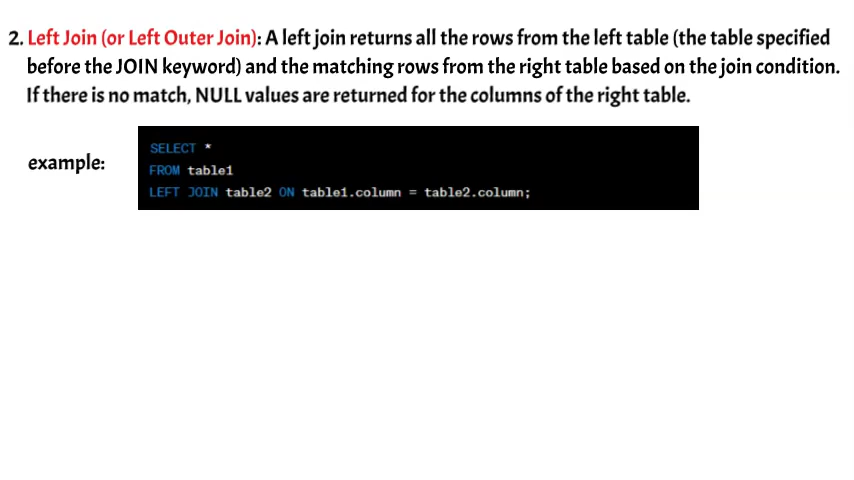 2. Left Join (or Left Outer Join): A left join returns all the rows from the left table (the table specified
before the JOIN keyword) and the matching rows from the right table based on the join condition.
If there is no match, NULL values are returned for the columns of the right table.
example:
SELECT *
FROM table1
LEFT JOIN table2 ON table1.column = table2.column;